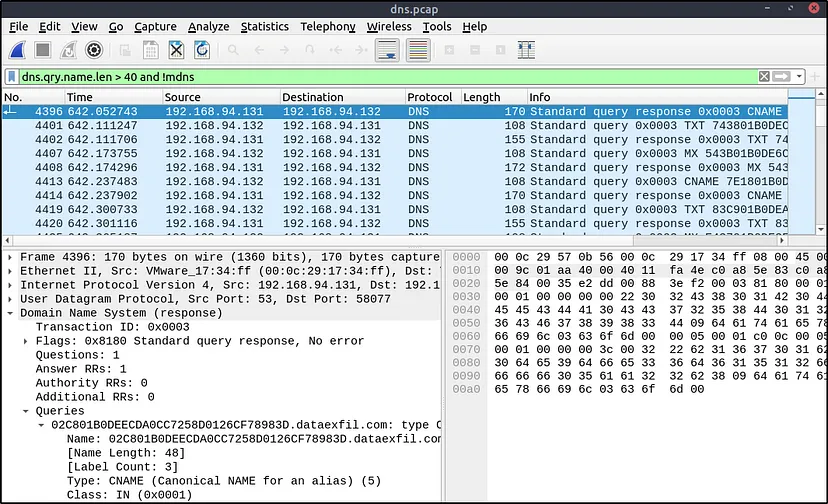 dns.pcap
File Edit View Go Capture Analyze Statistics Telephony Wireless Tools Help
dns.qry.name.len > 40 and !mdns
No. Time Source Destination Protocol Length Info
4396 642.052743 192.168.94.131 192.168.94.132 DNS 170 Standard query response 0x0003 CNAME
4401 642.111247 192.168.94.132 192.168.94.131 DNS 108 Standard query 0x0003 TXT 743801B0DEC
4402 642.111706 192.168.94.131 192.168.94.132 DNS 155 Standard query response 0x0003 TXT 74
4407 642.173755 192.168.94.132 192.168.94.131 DNS 108 Standard query 0x0003 MX 543B01B0DE6C
4408 642.174296 192.168.94.131 192.168.94.132 DNS 172 Standard query response 0x0003 MX 543
4413 642.237483 192.168.94.132 192.168.94.131 DNS 108 Standard query 0x0003 CNAME 7E1801B0D
4414 642.237902 192.168.94.131 192.168.94.132 DNS 170 Standard query response 0x0003 CNAME
4419 642.300733 192.168.94.132 192.168.94.131 DNS 108 Standard query 0x0003 TXT 83C901B0DEA
4420 642.301116 192.168.94.131 192.168.94.132 DNS 155 Standard query response 0x0003 TXT 83
Frame 4396: 170 bytes on wire (1360 bits), 170 bytes capture
Ethernet II, Src: VMware_17:34:ff (00:0c:29:17:34:ff), Dst:
Internet Protocol Version 4, Src: 192.168.94.131, Dst: 192.1
User Datagram Protocol, Src Port: 53, Dst Port: 58077
Domain Name System (response)
Transaction ID: 0x0003
Flags: 0x8180 Standard query response, No error
Questions: 1
Answer RRs: 1
Authority RRs: 0
Additional RRs: 0
Queries
02C801B0DEECDA0CC7258D0126CF78983D.dataexfil.com: type C
Name: 02C801B0DEECDA0CC7258D0126CF78983D.dataexfil.com
[Name Length: 48]
[Label Count: 3]
Type: CNAME (Canonical NAME for an alias) (5)
Class: IN (0x0001)
0000 00 0c 29 57 0b 56 00 0c 29 17 34 ff 08 00 45 00
0010 00 9c 01 aa 40 00 40 11 fa 4e c0 a8 5e 83 c0 a8
0020 5e 84 00 35 e2 dd 00 88 3e f2 00 03 81 80 00 01
0030 00 01 00 00 00 00 22 30 32 43 38 30 31 42 30 44
0040 45 45 43 44 41 30 43 43 37 32 35 38 44 30 31 32
0050 36 43 46 37 38 39 38 33 44 09 64 61 74 61 65 78
0060 66 69 6c 03 63 6f 6d 00 00 05 00 01 c0 0c 00 05
0070 00 01 00 00 00 3c 00 32 22 62 31 36 37 30 31 62
0080 30 64 65 39 64 66 65 33 36 64 36 31 35 31 32 66
0090 66 66 66 30 35 61 61 32 32 62 38 09 64 61 74 61
00a0 65 78 66 69 6c 03 63 6f 6d 00